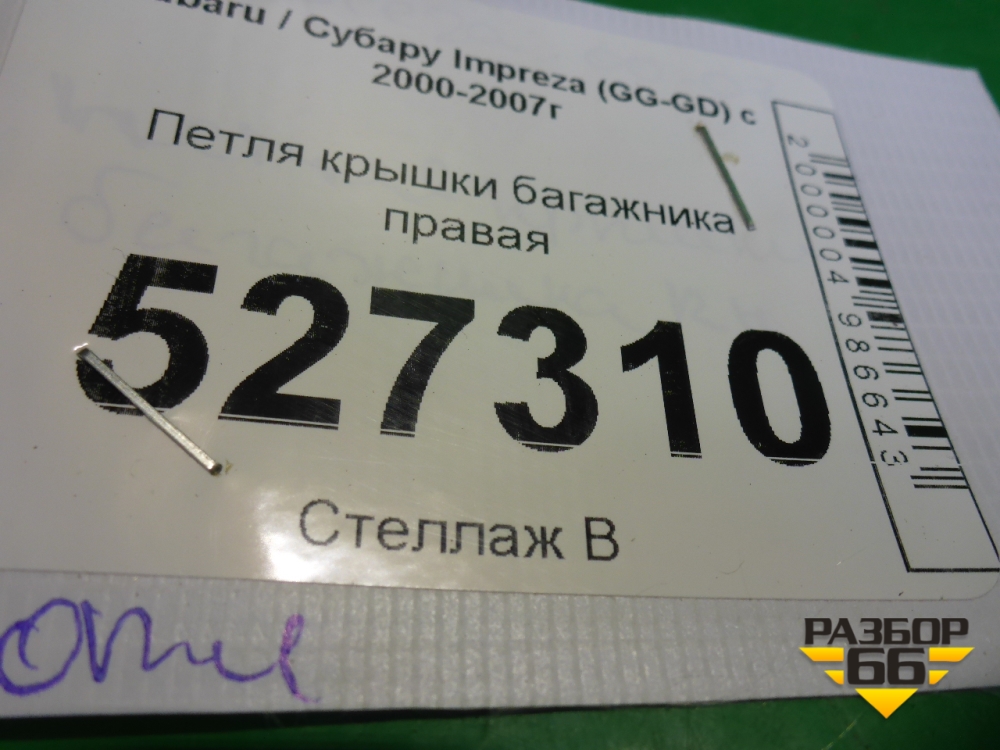 / Субару Impreza (GG-GD) с
2000-2007г
Петля крышки багажника
правая
527310
Стеллаж В
2000004986643
РАЗБОР
66